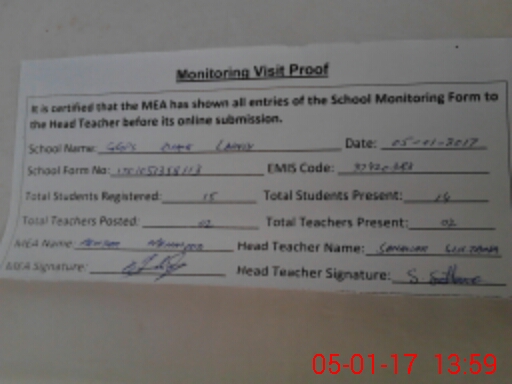 Monitoring Visit Proof
It is certified that the MEA has shown all entries of the School Monitoring Form to
the Head Teacher before its online submission.
School Name: Date: 05-01-2017
School Form No: EMIS Code:
Total Students Registered: 15 Total Students Present: 14
Total Teachers Posted: 02 Total Teachers Present: 02
MEA Name: Head Teacher Name:
MEA Signature: Head Teacher Signature: S
05-01-17 13:59